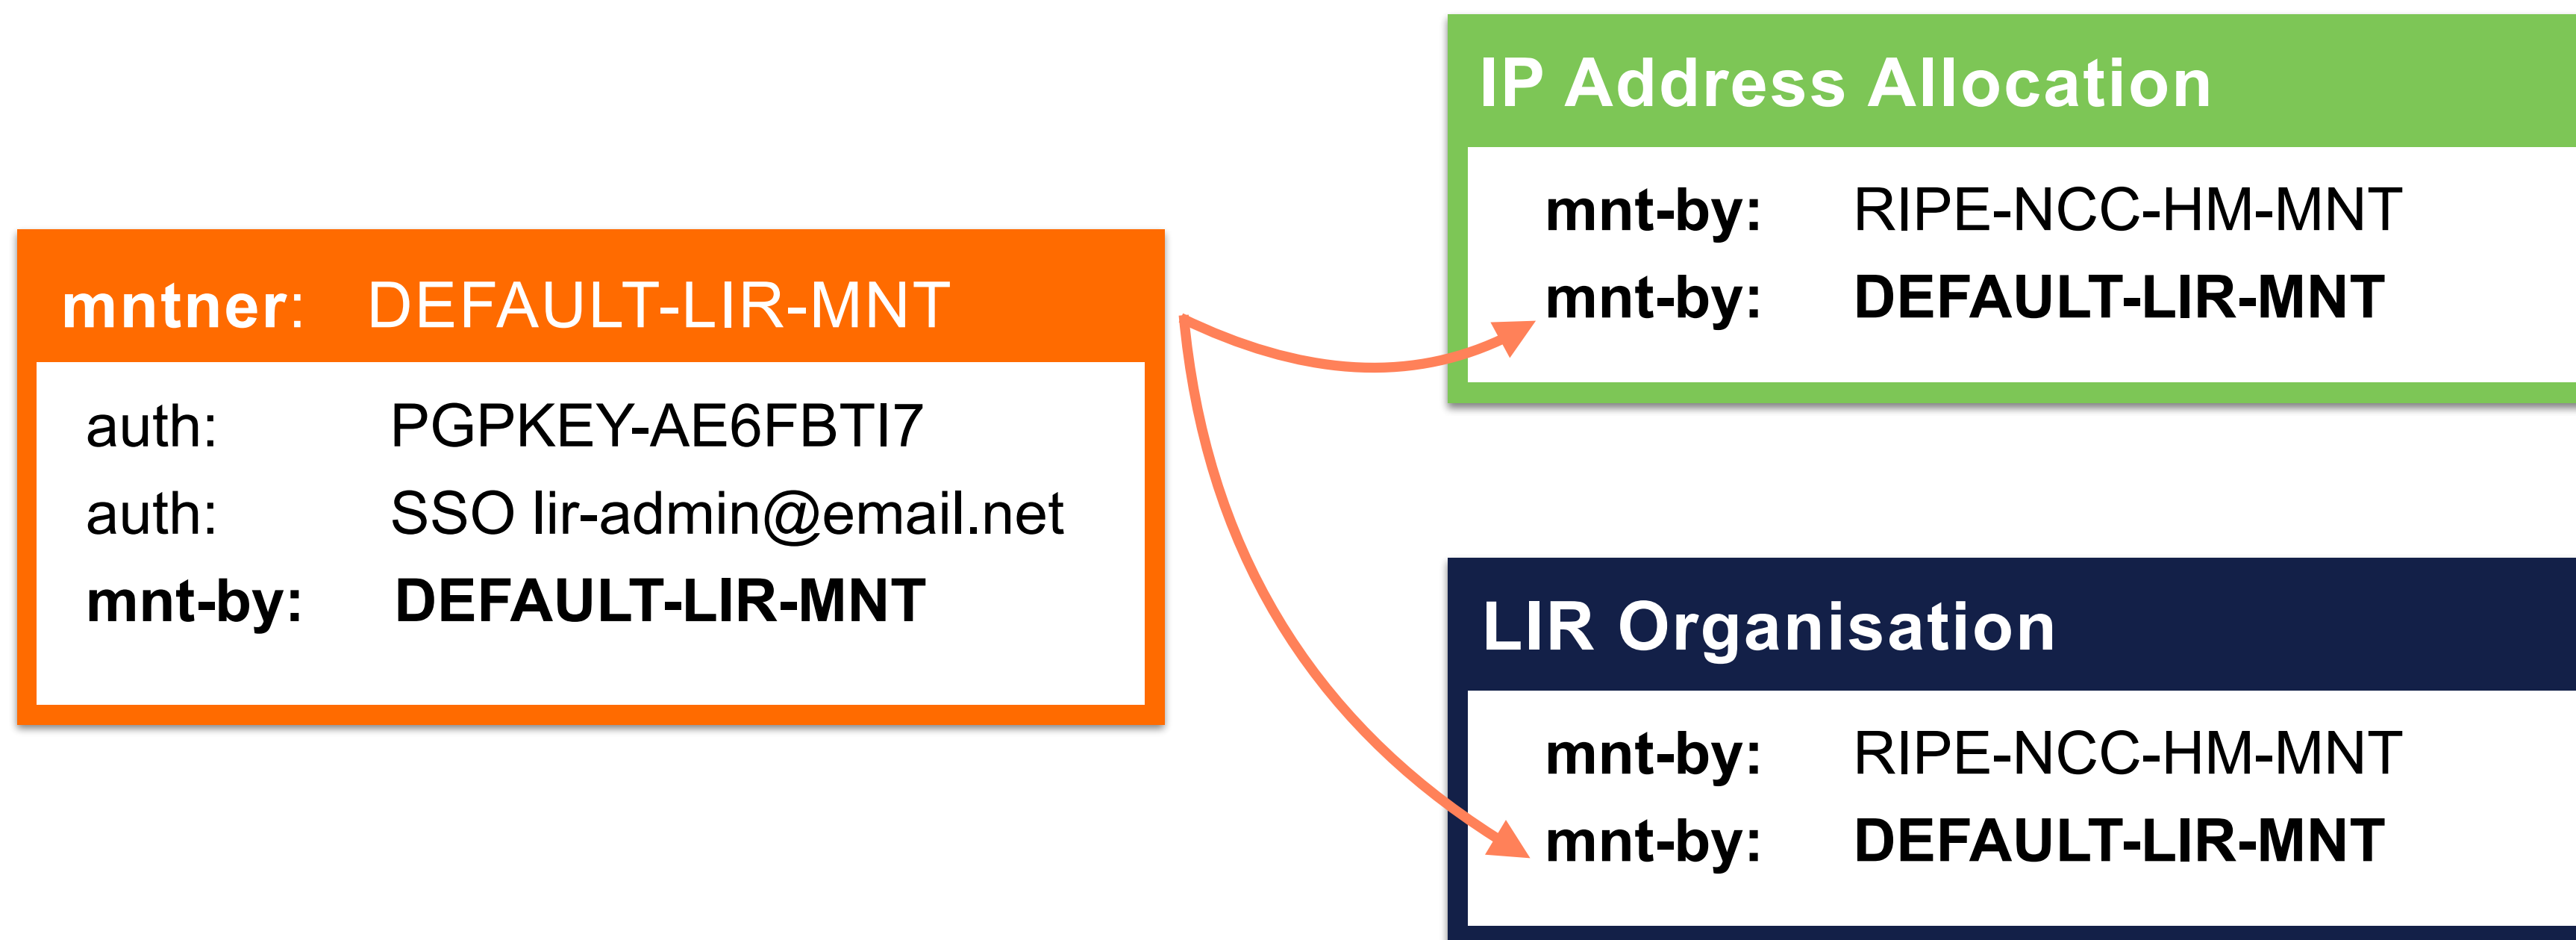 IP Address Allocation
mnt-by: RIPE-NCC-HM-MNT
mnt-by: DEFAULT-LIR-MNT
mntner: DEFAULT-LIR-MNT
auth: PGPKEY-AE6FBTI7
auth: SSO lir-admin@email.net
mnt-by: DEFAULT-LIR-MNT
LIR Organisation
mnt-by: RIPE-NCC-HM-MNT
mnt-by: DEFAULT-LIR-MNT